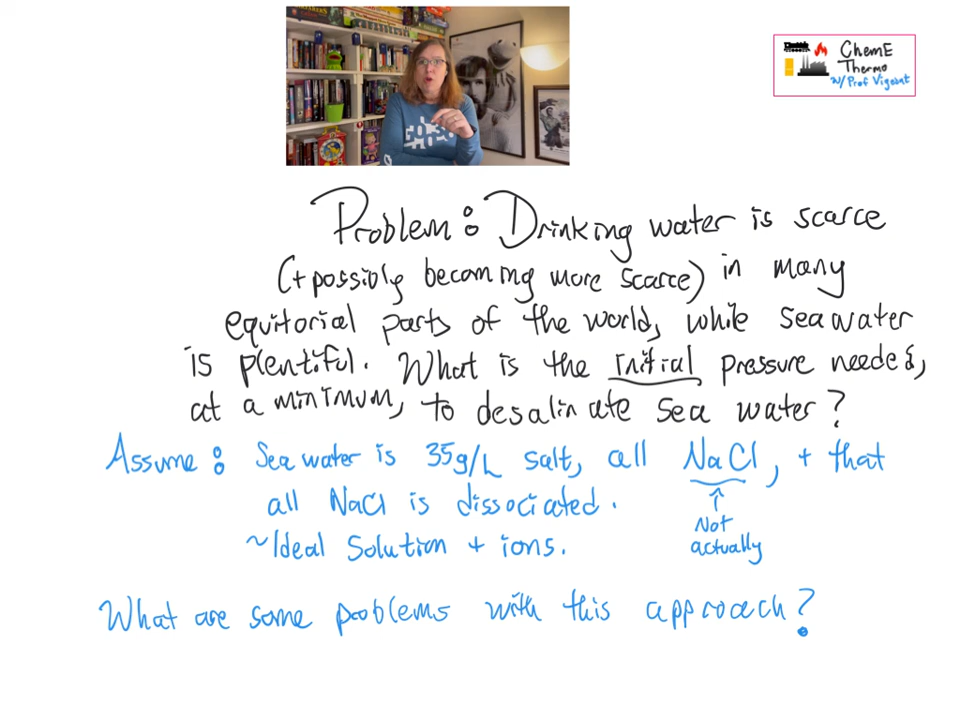 ChemE
Thermo
w/ Prof Vigeant
Problem: Drinking water is scarce
(+ possibly becoming more scarce) in many
equitorial parts of the world, while seawater
is plentiful. What is the initial pressure needed,
at a minimum, to desalinate sea water?
Assume: Sea water is 35g/L salt, all NaCl, + that
all NaCl is dissociated.
Not
actually
~Ideal Solution + ions.
What are some problems with this approach?